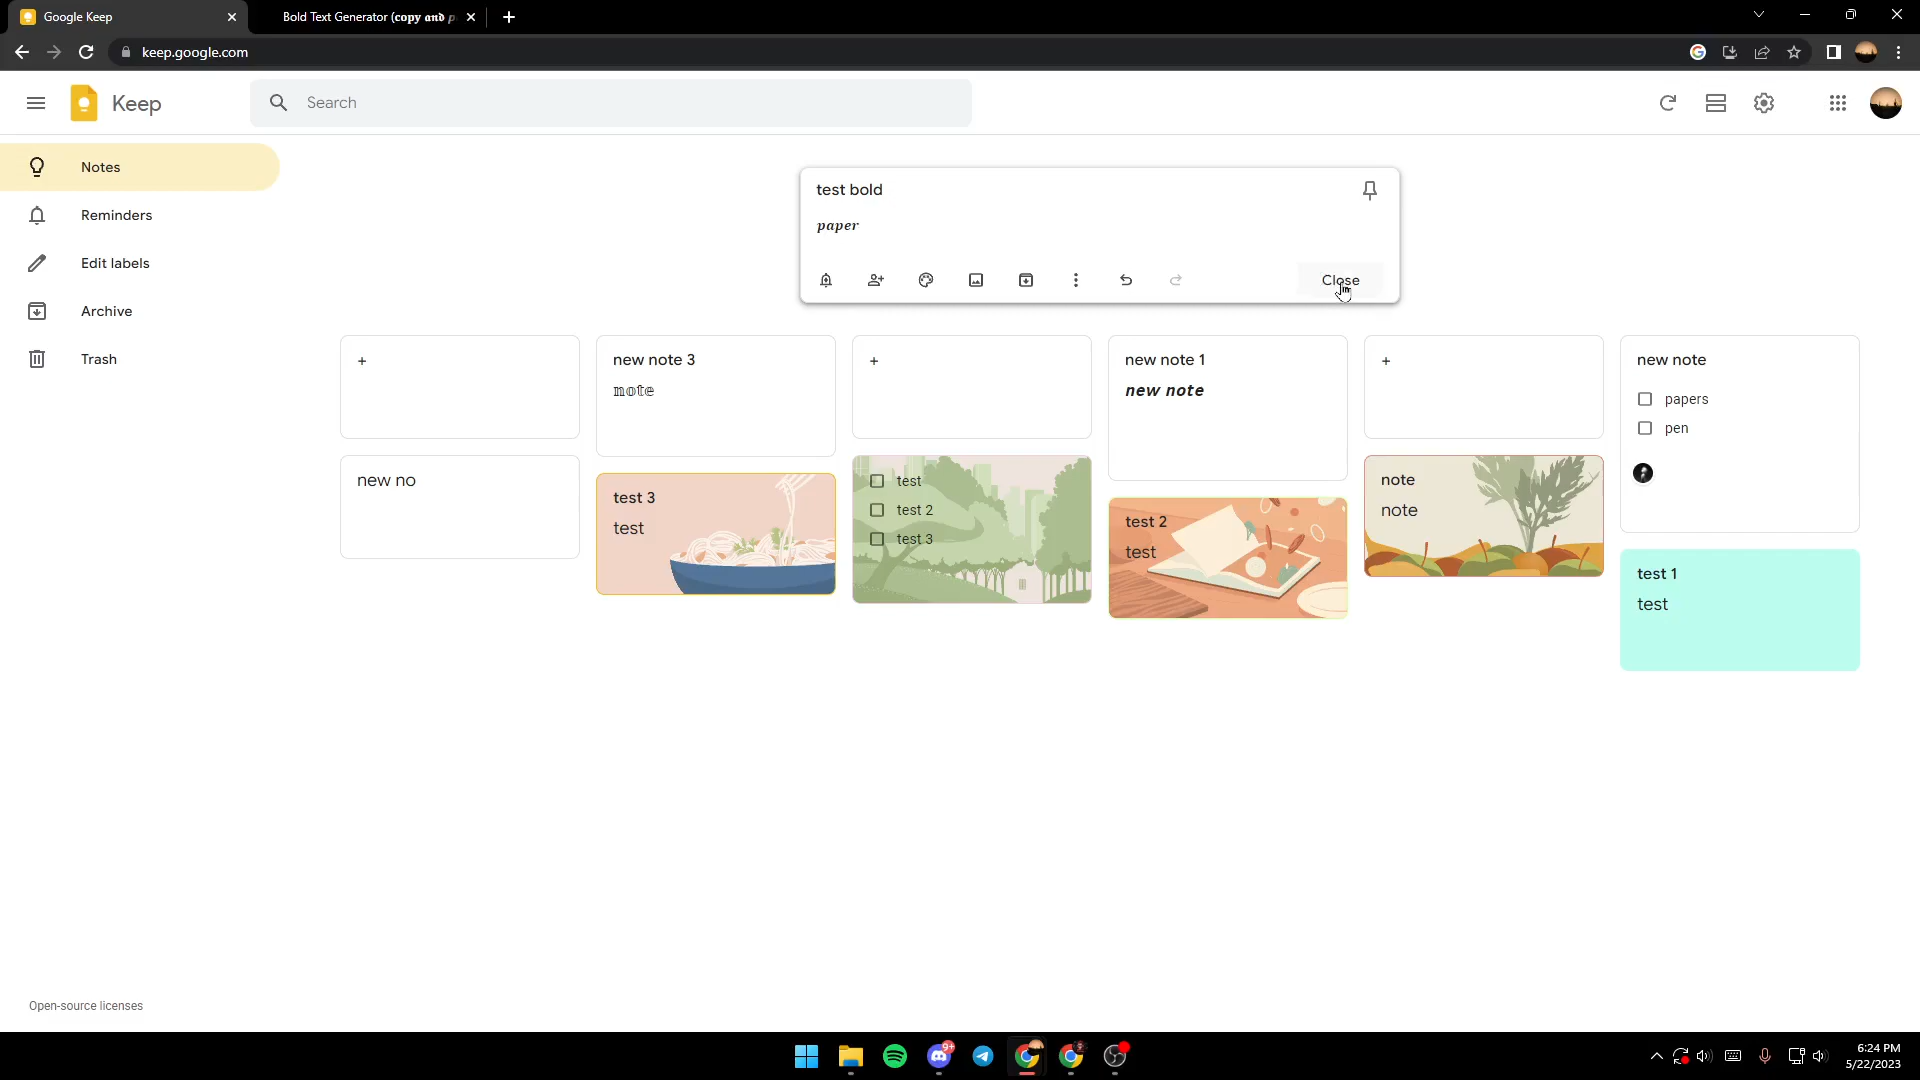 Google Keep
Bold Text Generator (𝐜𝐨𝐩𝐲 𝖆𝖓𝖉 𝒑
keep.google.com
Keep
Search
Notes
Reminders
Edit labels
Archive
Trash
test bold
𝒑𝒂𝒑𝒆𝒓
Close
+
new note 3
𝕟𝕠𝕥𝕖
+
new note 1
𝙣𝙚𝙬 𝙣𝙤𝙩𝙚
+
new note
papers
pen
new no
test 3
test
test
test 2
test 3
test 2
test
note
note
test 1
test
Open-source licenses
9+
6:24 PM
5/22/2023